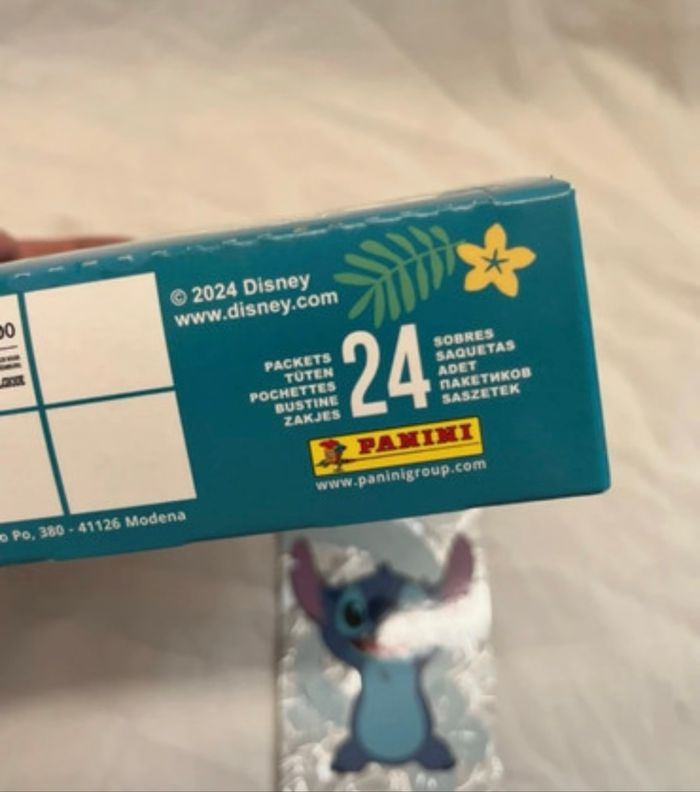 © 2024 Disney
www.disney.com
PACKETS
TÜTEN
POCHETTES
BUSTINE
ZAKJES
24
SOBRES
SAQUETAS
ADET
ПАКЕТИКОВ
SASZETEK
PANINI
www.paninigroup.com
o Po, 380 - 41126 Modena